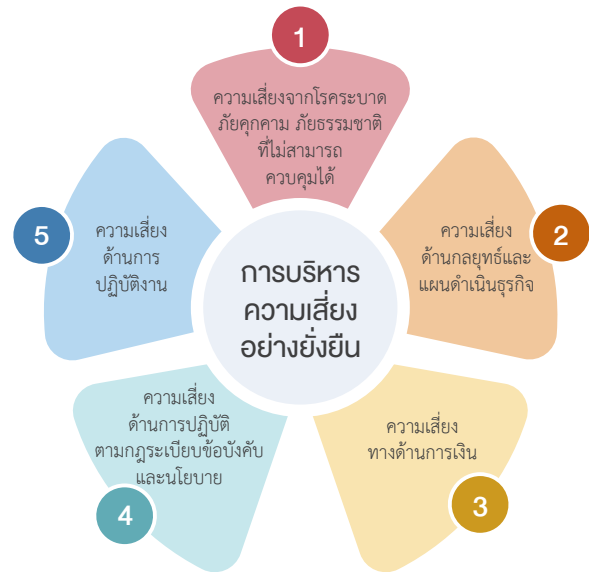 1
ความเสี่ยงจากโรคระบาด
ภัยคุกคาม ภัยธรรมชาติ
ที่ไม่สามารถ
ควบคุมได้
2
ความเสี่ยง
ด้านกลยุทธ์และ
แผนดำเนินธุรกิจ
3
ความเสี่ยง
ทางด้านการเงิน
4
ความเสี่ยง
ด้านการปฏิบัติ
ตามกฎระเบียบข้อบังคับ
และนโยบาย
5
ความเสี่ยง
ด้านการ
ปฏิบัติงาน
การบริหาร
ความเสี่ยง
อย่างยั่งยืน